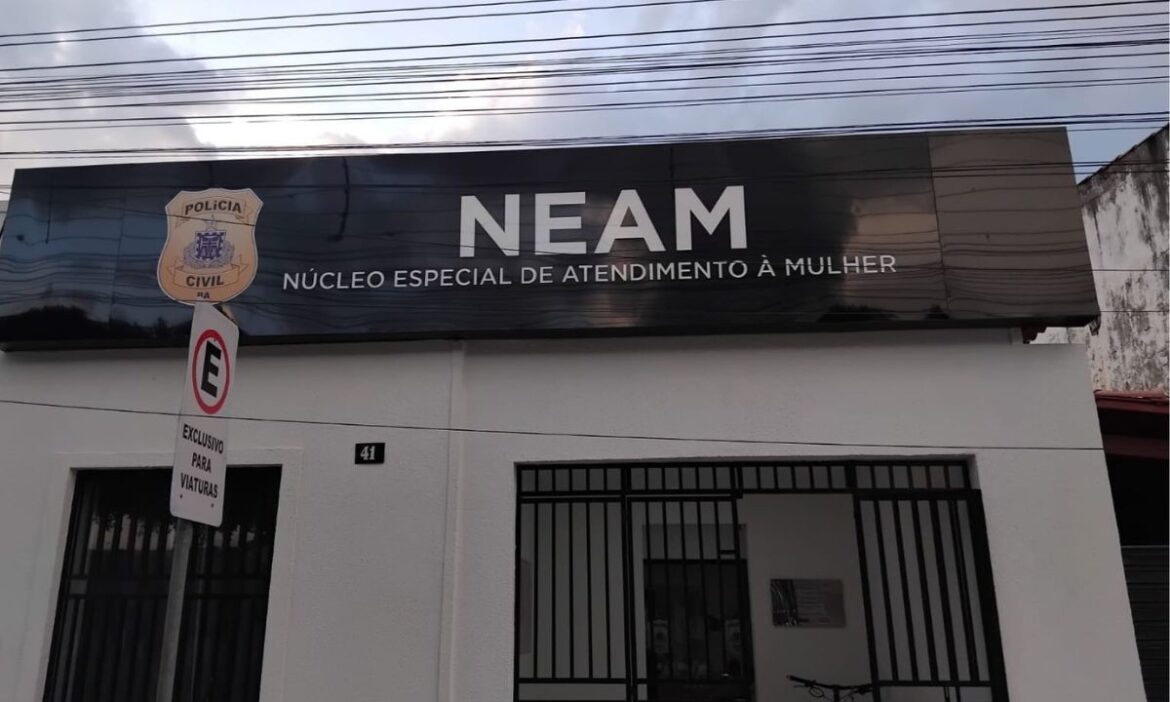 POLÍCIA
CIVIL
BA
NEAM
NÚCLEO ESPECIAL DE ATENDIMENTO À MULHER
E
EXCLUSIVO
PARA
VIATURAS
41